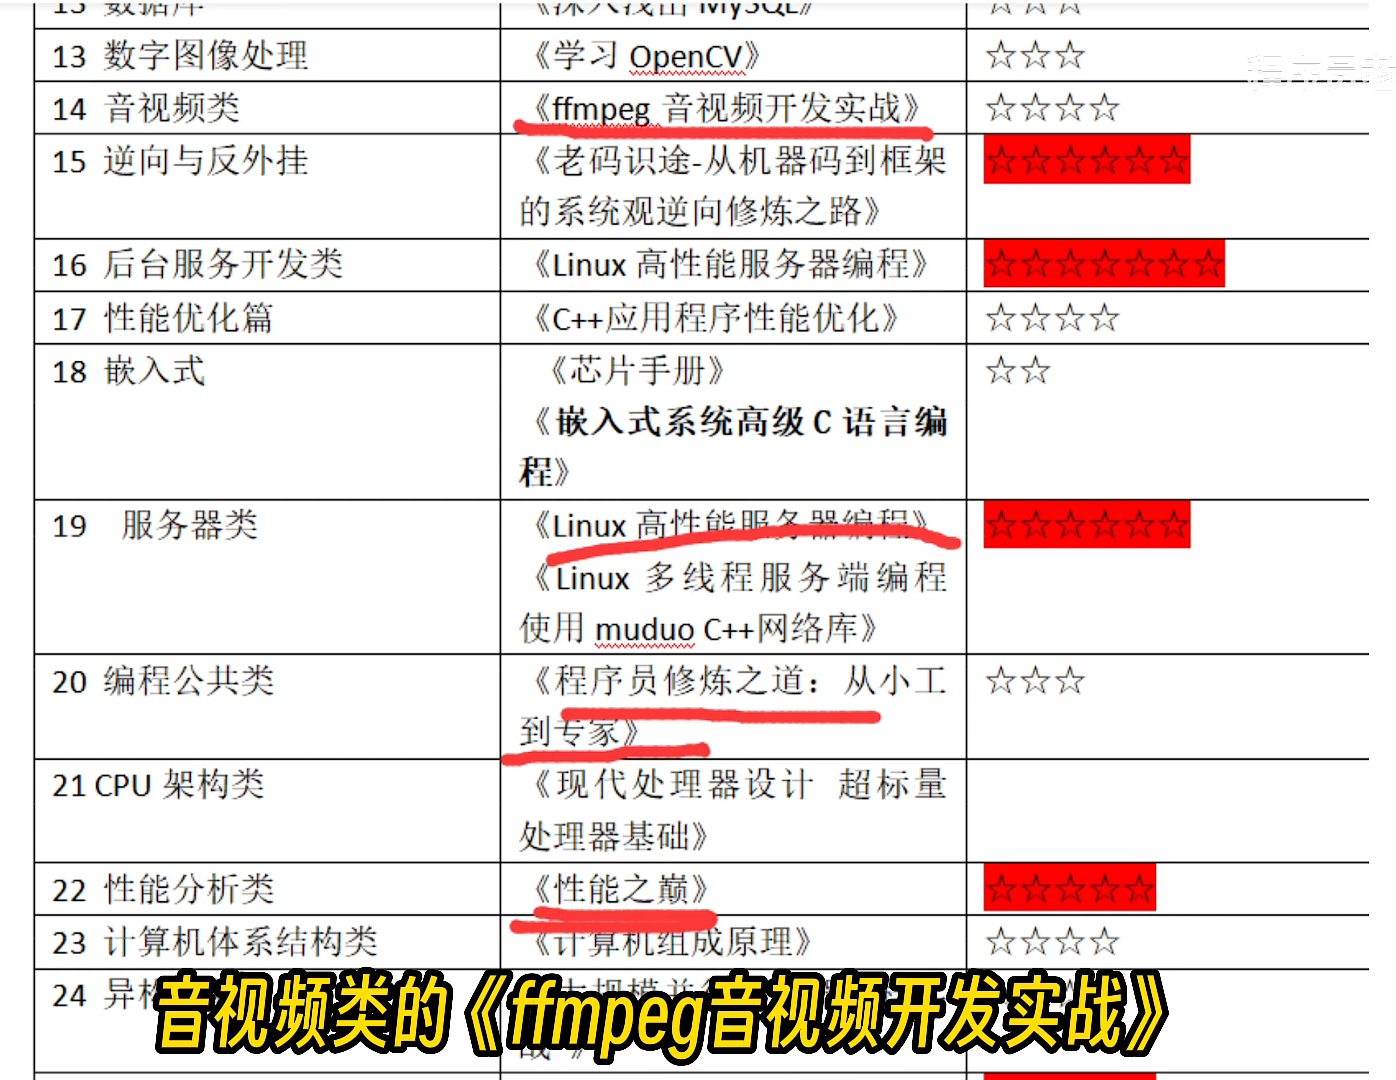 13 数据库 《深入浅出 MySQL》 ☆☆☆
13 数字图像处理 《学习 OpenCV》 ☆☆☆
14 音视频类 《ffmpeg 音视频开发实战》 ☆☆☆☆
15 逆向与反外挂 《老码识途-从机器码到框架 ☆☆☆☆☆☆
的系统观逆向修炼之路》
16 后台服务开发类 《Linux 高性能服务器编程》 ☆☆☆☆☆☆☆
17 性能优化篇 《C++应用程序性能优化》 ☆☆☆☆
18 嵌入式 《芯片手册》 ☆☆
《嵌入式系统高级 C 语言编
程》
19 服务器类 《Linux 高性能服务器编程》 ☆☆☆☆☆☆
《Linux 多线程服务端编程
使用 muduo C++网络库》
20 编程公共类 《程序员修炼之道：从小工 ☆☆☆
到专家》
21 CPU 架构类 《现代处理器设计 超标量
处理器基础》
22 性能分析类 《性能之巅》 ☆☆☆☆☆
23 计算机体系结构类 《计算机组成原理》 ☆☆☆☆
24 异构
音视频类的《ffmpeg音视频开发实战》